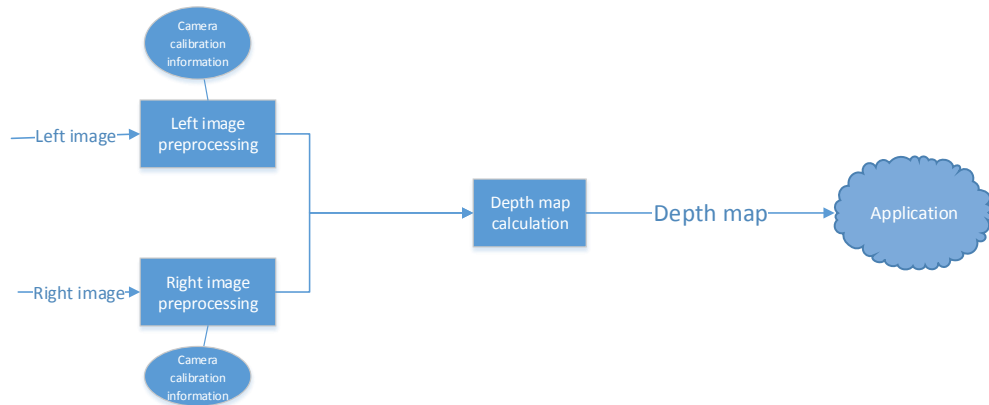 Camera
calibration
information
Left image
Left image
preprocessing
Depth map
calculation
Depth map
Application
Right image
Right image
preprocessing
Camera
calibration
information